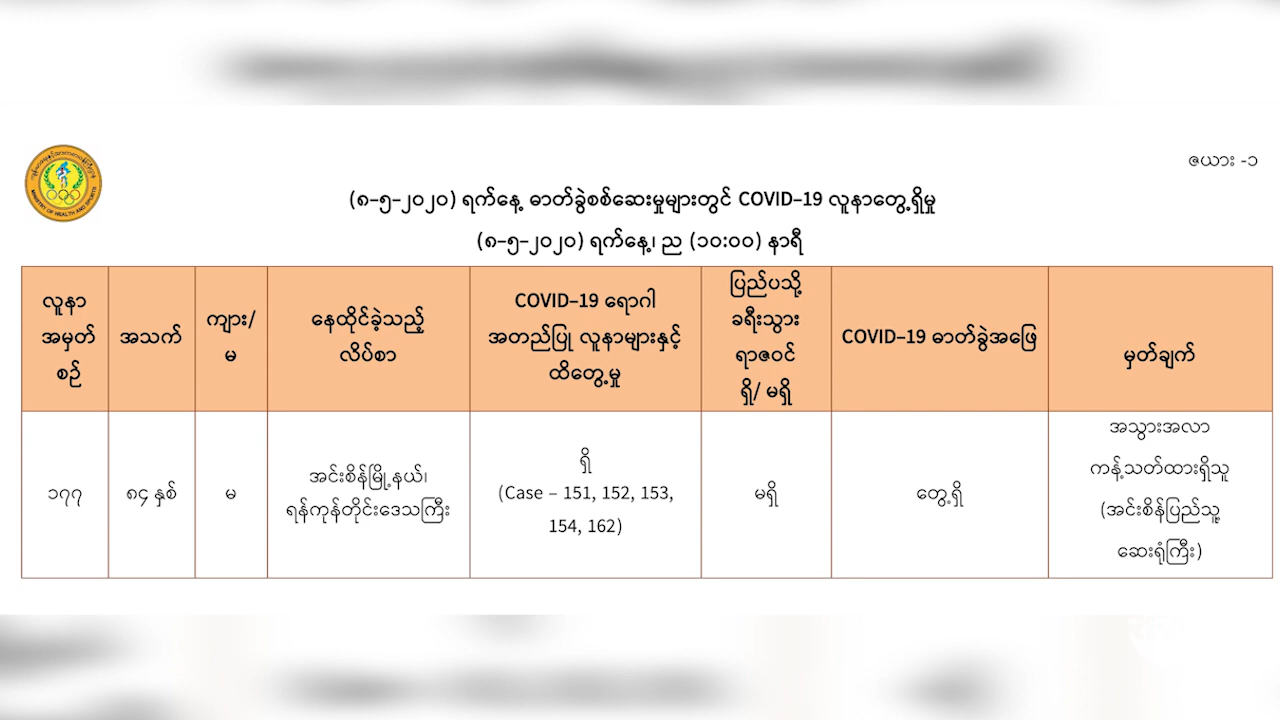 ဇယား -၁
MINISTRY OF HEALTH AND SPORTS
(၈-၅-၂၀၂၀) ရက်နေ့ ဓာတ်ခွဲစစ်ဆေးမှုများတွင် COVID-19 လူနာတွေ့ရှိမှု
(၈-၅-၂၀၂၀) ရက်နေ့၊ ည (၁၀:၀၀) နာရီ
လူနာ
အမှတ်
စဉ်
အသက်
ကျား/
မ
နေထိုင်ခဲ့သည့်
လိပ်စာ
COVID-19 ရောဂါ
အတည်ပြု လူနာများနှင့်
ထိတွေ့မှု
ပြည်ပသို့
ခရီးသွား
ရာဇဝင်
ရှိ/ မရှိ
COVID-19 ဓာတ်ခွဲအဖြေ
မှတ်ချက်
၁၇၇
၈၄ နှစ်
မ
အင်းစိန်မြို့နယ်၊
ရန်ကုန်တိုင်းဒေသကြီး
ရှိ
(Case – 151, 152, 153,
154, 162)
မရှိ
တွေ့ရှိ
အသွားအလာ
ကန့်သတ်ထားရှိသူ
(အင်းစိန်ပြည်သူ့
ဆေးရုံကြီး)